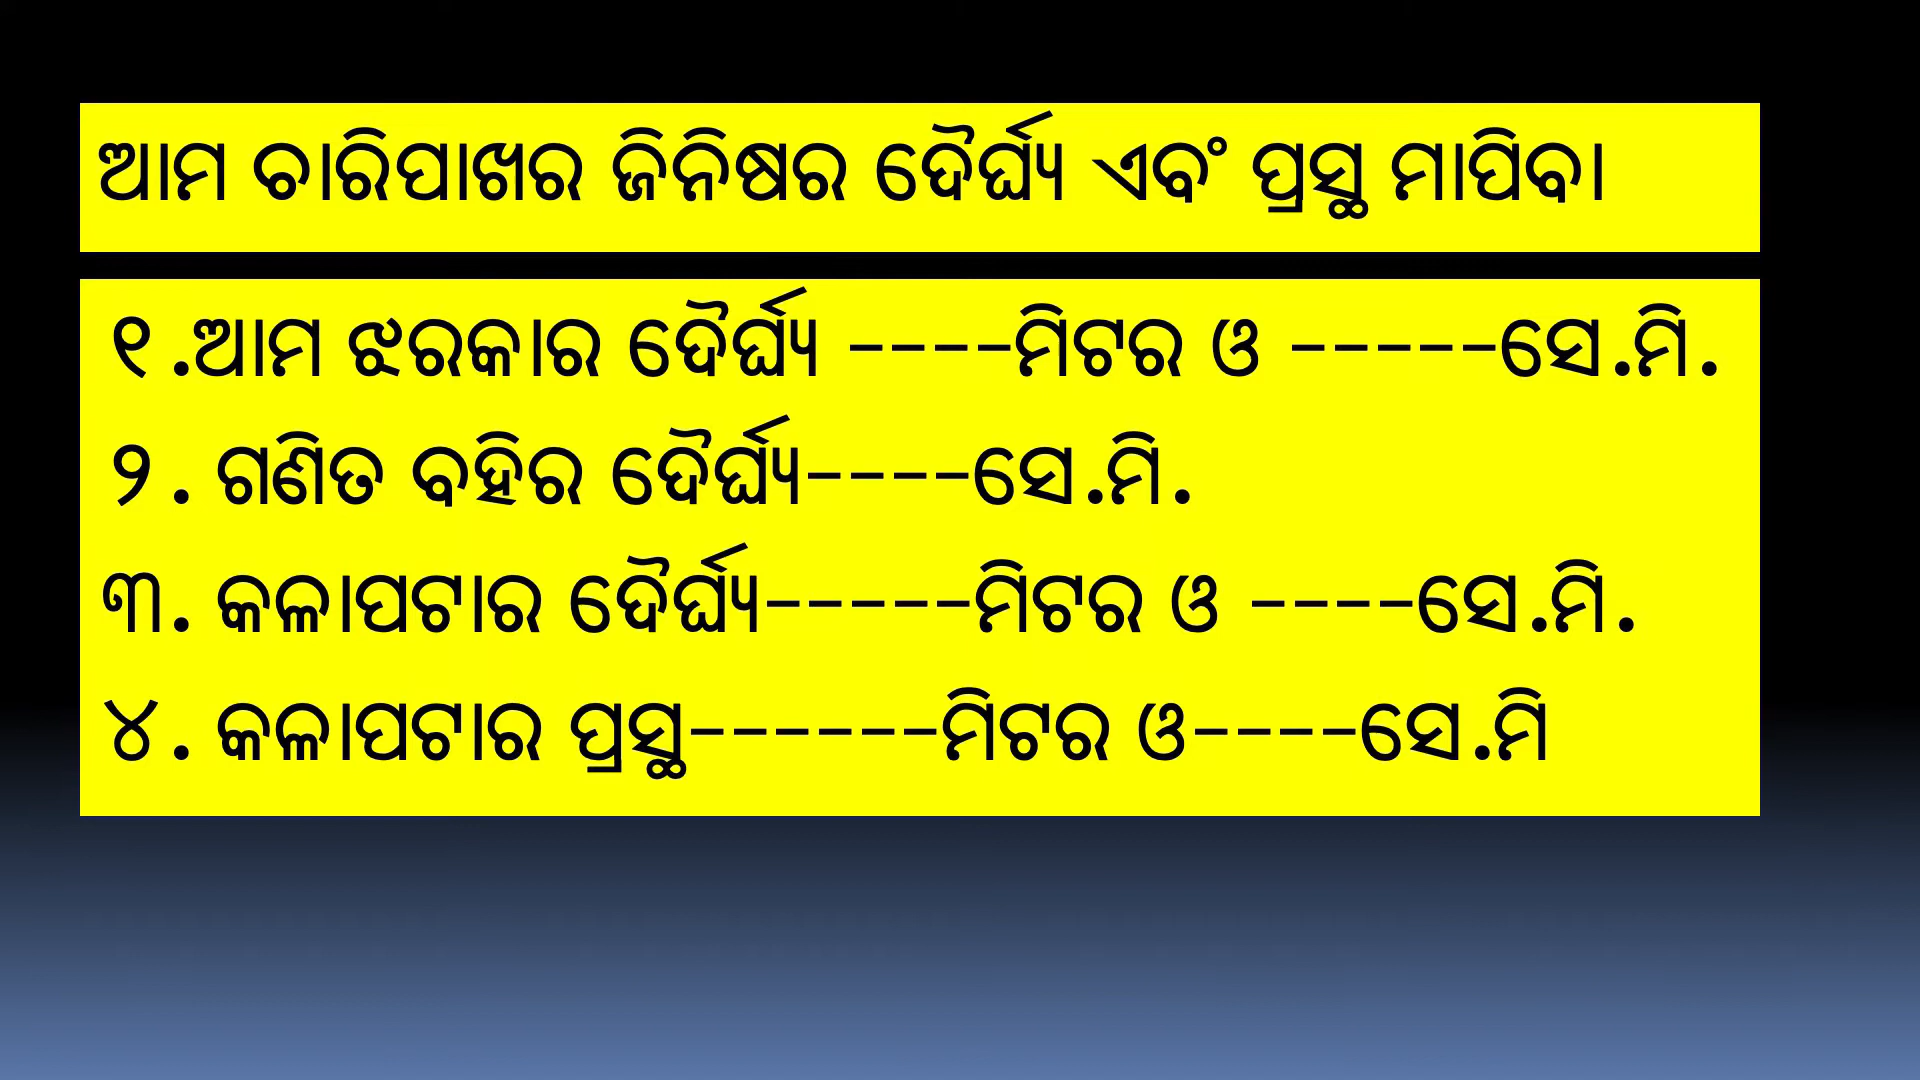 ଆମ ଚାରିପାଖର ଜିନିଷର ଦୈର୍ଘ୍ୟ ଏବଂ ପ୍ରସ୍ଥ ମାପିବା
୧.ଆମ ଝରକାର ଦୈର୍ଘ୍ୟ ----ମିଟର ଓ -----ସେ.ମି.
୨. ଗଣିତ ବହିର ଦୈର୍ଘ୍ୟ----ସେ.ମି.
୩. କଳାପଟାର ଦୈର୍ଘ୍ୟ-----ମିଟର ଓ ----ସେ.ମି.
୪. କଳାପଟାର ପ୍ରସ୍ଥ------ମିଟର ଓ----ସେ.ମି